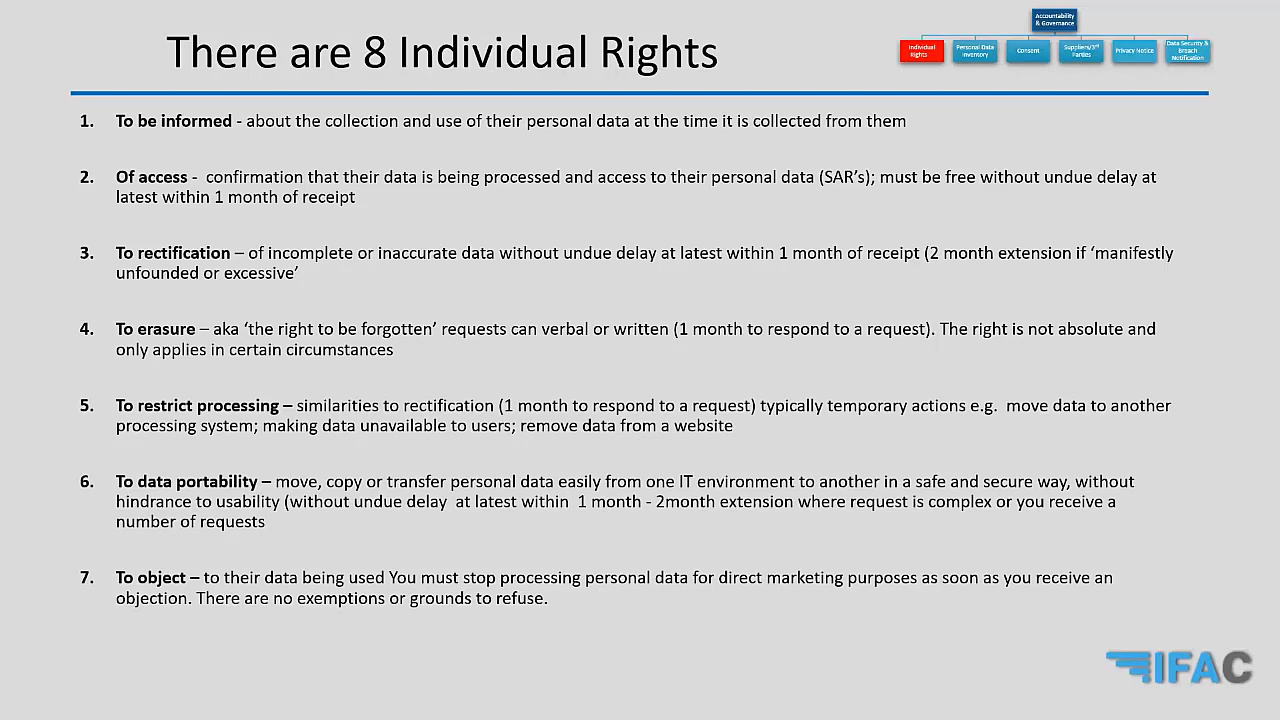 There are 8 Individual Rights
Accountability
& Governance
Individual
Rights
Personal Data
Inventory
Consent
Suppliers/3rd
Parties
Privacy Notice
Data Security &
Breach
Notification
1. To be informed - about the collection and use of their personal data at the time it is collected from them
2. Of access - confirmation that their data is being processed and access to their personal data (SAR’s); must be free without undue delay at
latest within 1 month of receipt
3. To rectification – of incomplete or inaccurate data without undue delay at latest within 1 month of receipt (2 month extension if ‘manifestly
unfounded or excessive’
4. To erasure – aka ‘the right to be forgotten’ requests can verbal or written (1 month to respond to a request). The right is not absolute and
only applies in certain circumstances
5. To restrict processing – similarities to rectification (1 month to respond to a request) typically temporary actions e.g. move data to another
processing system; making data unavailable to users; remove data from a website
6. To data portability – move, copy or transfer personal data easily from one IT environment to another in a safe and secure way, without
hindrance to usability (without undue delay at latest within 1 month - 2month extension where request is complex or you receive a
number of requests
7. To object – to their data being used You must stop processing personal data for direct marketing purposes as soon as you receive an
objection. There are no exemptions or grounds to refuse.
IFAC